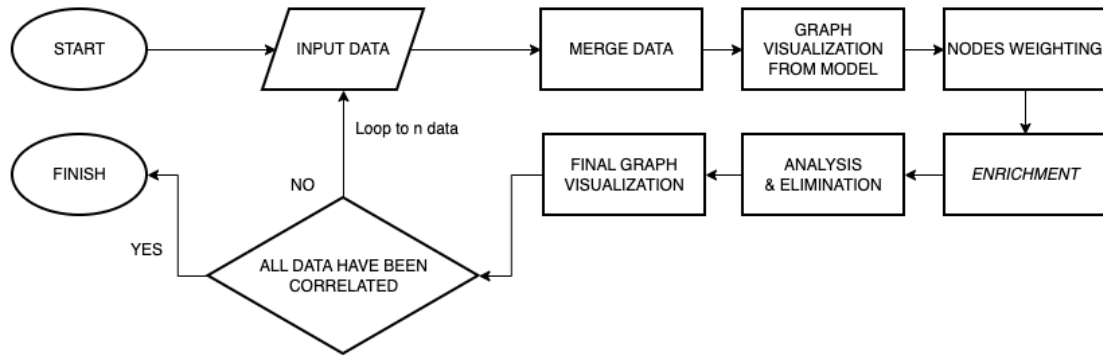 START
INPUT DATA
MERGE DATA
GRAPH
VISUALIZATION
FROM MODEL
NODES WEIGHTING
Loop to n data
FINISH
NO
FINAL GRAPH
VISUALIZATION
ANALYSIS
& ELIMINATION
ENRICHMENT
YES
ALL DATA HAVE BEEN
CORRELATED